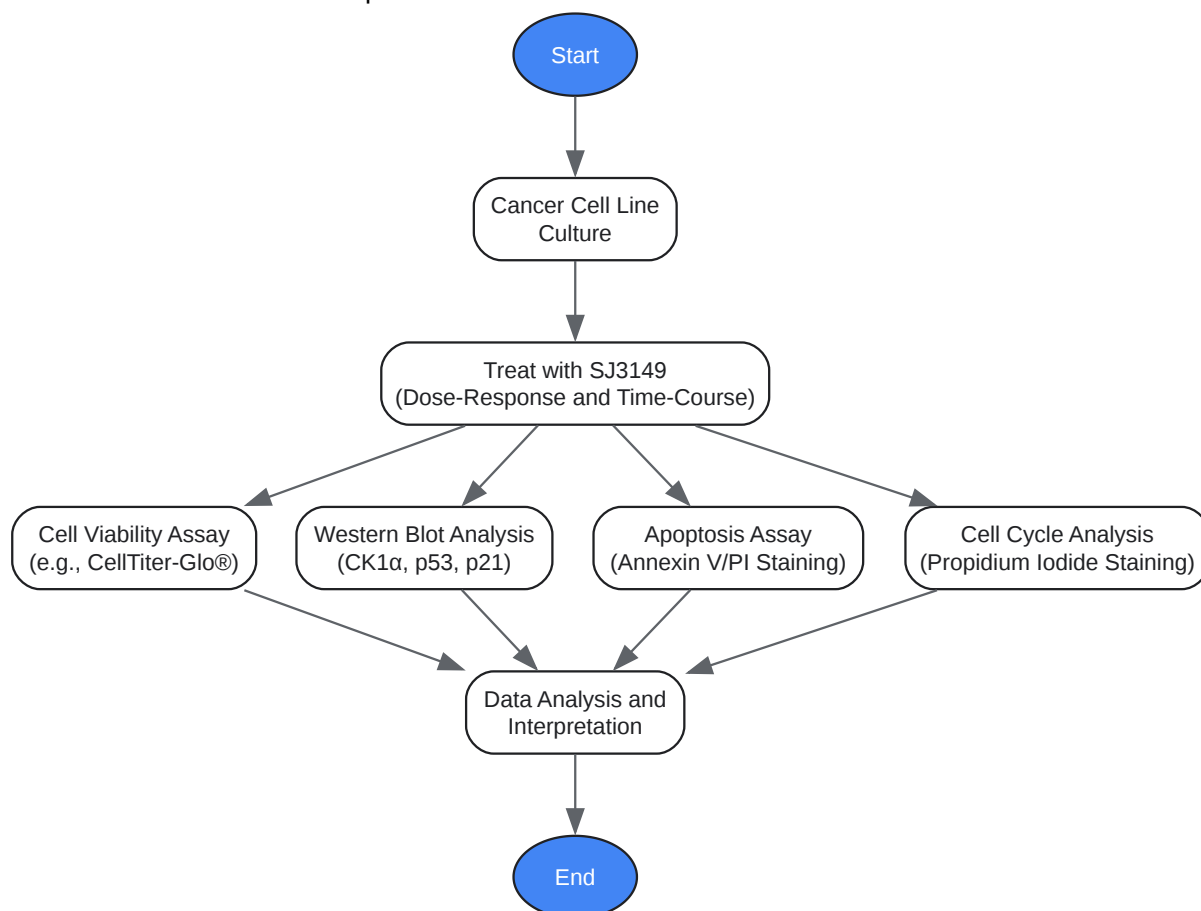 Start
Cancer Cell Line
Culture
Treat with SJ3149
(Dose-Response and Time-Course)
Cell Viability Assay
(e.g., CellTiter-Glo®)
Western Blot Analysis
(CK1α, p53, p21)
Apoptosis Assay
(Annexin V/PI Staining)
Cell Cycle Analysis
(Propidium Iodide Staining)
Data Analysis and
Interpretation
End